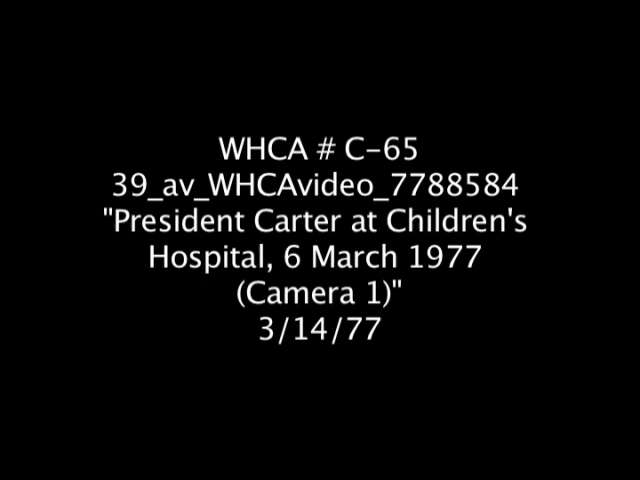 WHCA # C-65
39_av_WHCAvideo_7788584
"President Carter at Children's
Hospital, 6 March 1977
(Camera 1)"
3/14/77